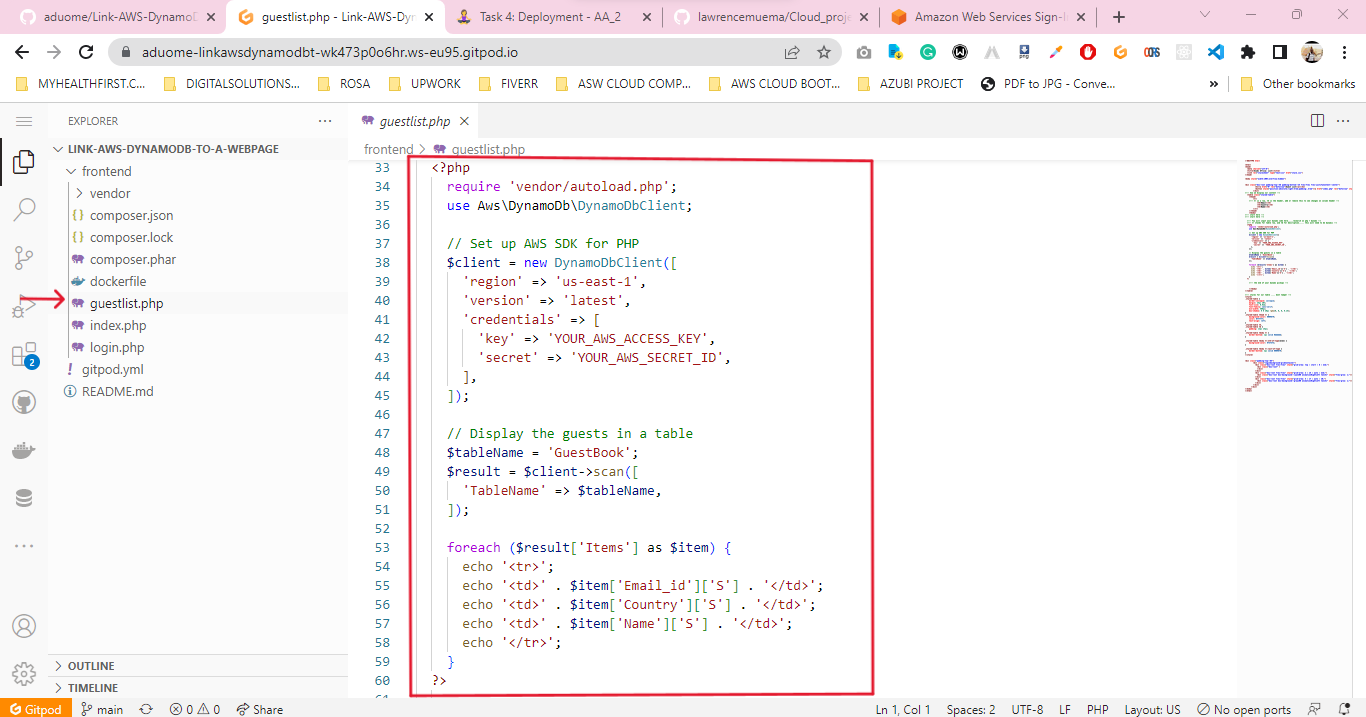 aduome/Link-AWS-DynamoD
guestlist.php - Link-AWS-Dyn
Task 4: Deployment - AA_2
lawrencemuema/Cloud_proje
Amazon Web Services Sign-I
aduome-linkawsdynamodbt-wk473p0o6hr.ws-eu95.gitpod.io
MYHEALTHFIRST.C...
DIGITALSOLUTIONS...
ROSA
UPWORK
FIVERR
ASW CLOUD COMP...
AWS CLOUD BOOT...
AZUBI PROJECT
PDF to JPG - Conve...
»
Other bookmarks
EXPLORER
LINK-AWS-DYNAMODB-TO-A-WEBPAGE
frontend
vendor
{} composer.json
{} composer.lock
composer.phar
dockerfile
guestlist.php
index.php
login.php
! gitpod.yml
README.md
2
OUTLINE
TIMELINE
guestlist.php
frontend > guestlist.php
33 <?php
34 require 'vendor/autoload.php';
35 use Aws\DynamoDb\DynamoDbClient;
36
37 // Set up AWS SDK for PHP
38 $client = new DynamoDbClient([
39 'region' => 'us-east-1',
40 'version' => 'latest',
41 'credentials' => [
42 'key' => 'YOUR_AWS_ACCESS_KEY',
43 'secret' => 'YOUR_AWS_SECRET_ID',
44 ],
45 ]);
46
47 // Display the guests in a table
48 $tableName = 'GuestBook';
49 $result = $client->scan([
50 'TableName' => $tableName,
51 ]);
52
53 foreach ($result['Items'] as $item) {
54 echo '<tr>';
55 echo '<td>' . $item['Email_id']['S'] . '</td>';
56 echo '<td>' . $item['Country']['S'] . '</td>';
57 echo '<td>' . $item['Name']['S'] . '</td>';
58 echo '</tr>';
59 }
60 ?>
Gitpod
main
0
0
Share
Ln 1, Col 1
Spaces: 2
UTF-8
LF
PHP
Layout: US
No open ports